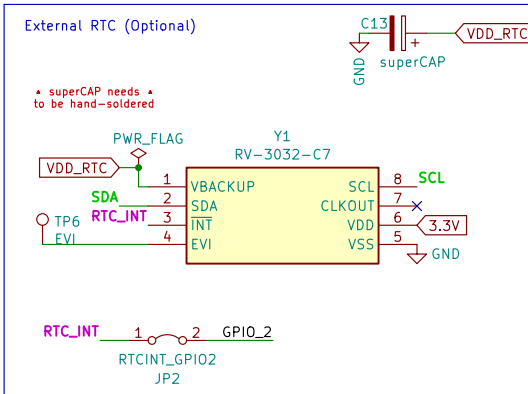 External RTC (Optional)
C13
+
VDD_RTC
GND
superCAP
▲ superCAP needs ▲
to be hand-soldered
PWR_FLAG
Y1
RV-3032-C7
VDD_RTC
1 VBACKUP SCL 8 SCL
SDA 2 SDA CLKOUT 7
RTC_INT 3 INT VDD 6 3.3V
TP6
EVI 4 EVI VSS 5 GND
RTC_INT 1 2 GPIO_2
RTCINT_GPIO2
JP2